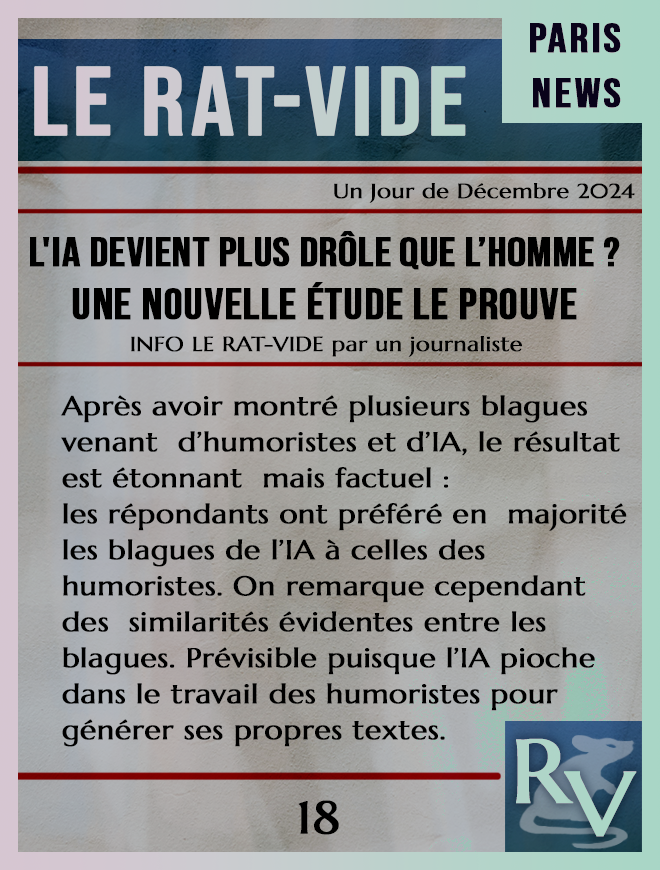 PARIS
NEWS
LE RAT-VIDE
Un Jour de Décembre 2024
L'IA DEVIENT PLUS DRÔLE QUE L’HOMME ?
UNE NOUVELLE ÉTUDE LE PROUVE
INFO LE RAT-VIDE par un journaliste
Après avoir montré plusieurs blagues
venant d’humoristes et d’IA, le résultat
est étonnant mais factuel :
les répondants ont préféré en majorité
les blagues de l’IA à celles des
humoristes. On remarque cependant
des similarités évidentes entre les
blagues. Prévisible puisque l’IA pioche
dans le travail des humoristes pour
générer ses propres textes.
18
RV